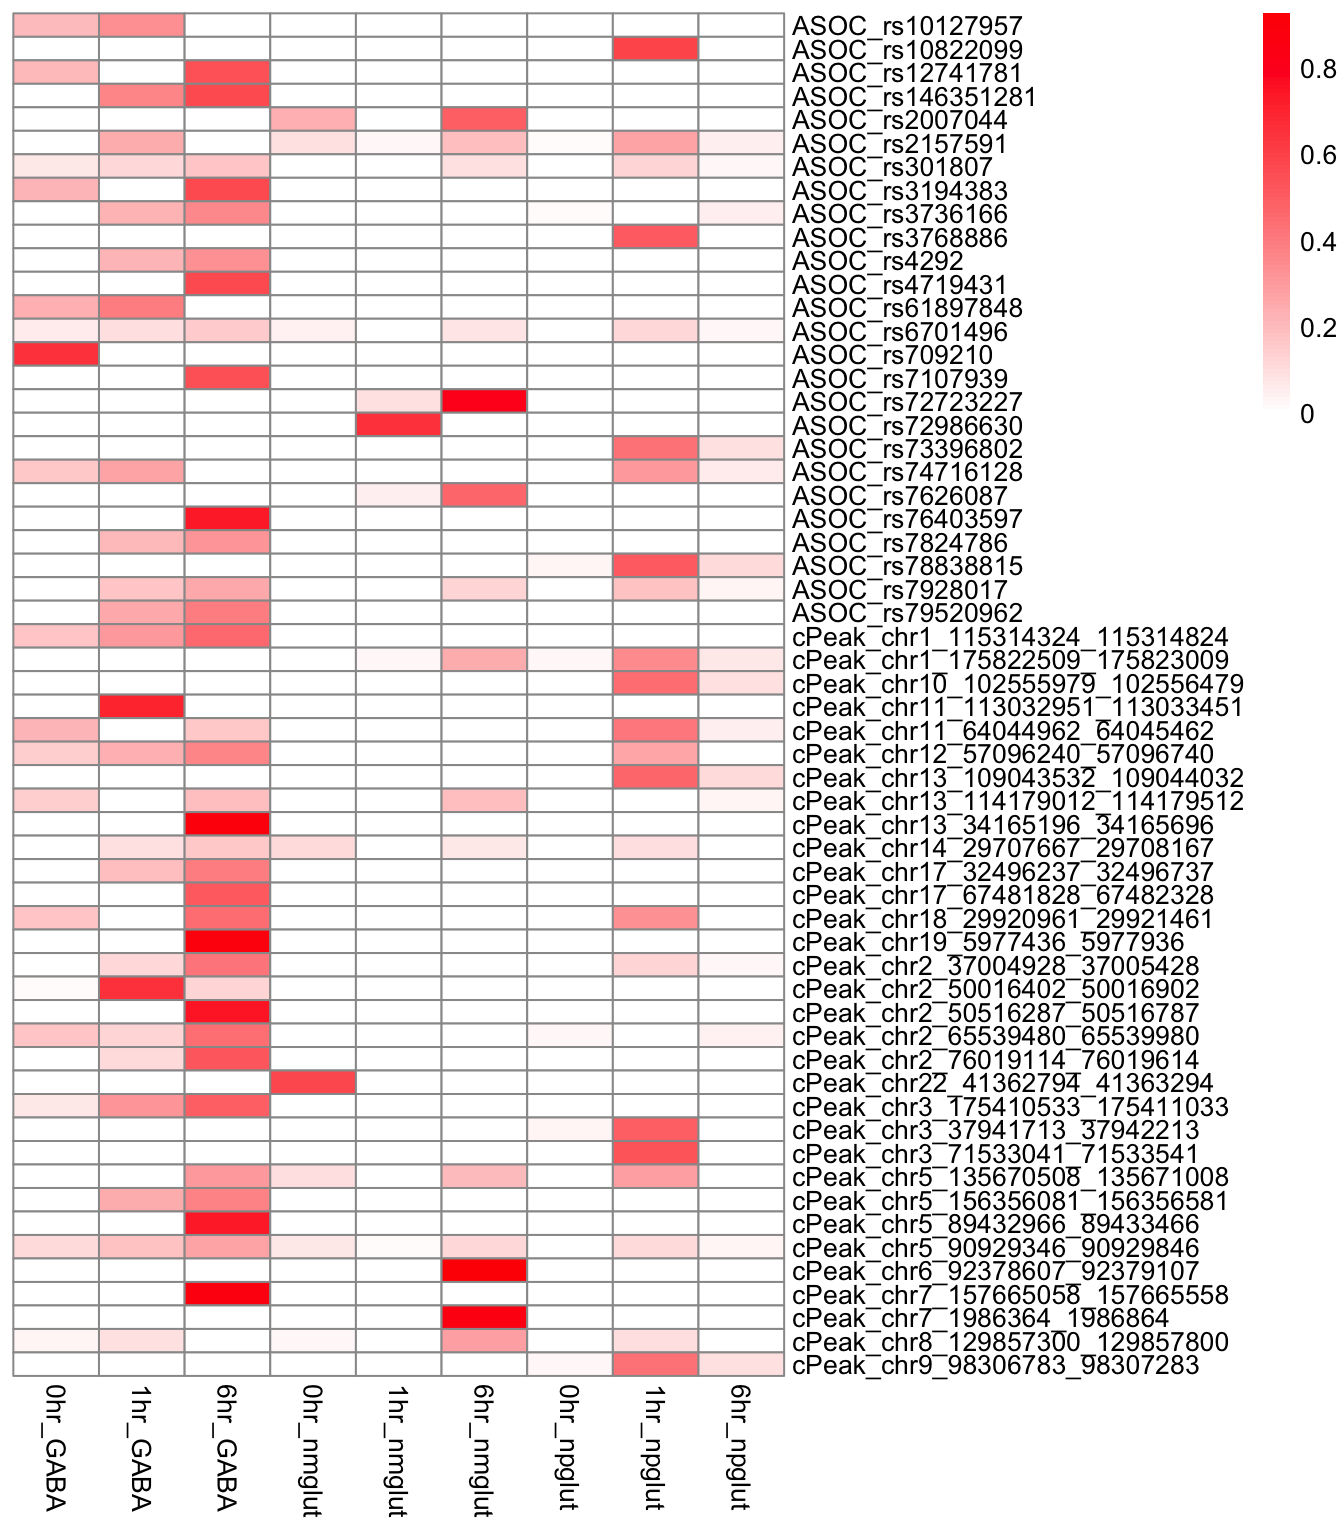 ASOC_rs10127957
ASOC_rs10822099
ASOC_rs12741781
ASOC_rs146351281
ASOC_rs2007044
ASOC_rs2157591
ASOC_rs301807
ASOC_rs3194383
ASOC_rs3736166
ASOC_rs3768886
ASOC_rs4292
ASOC_rs4719431
ASOC_rs61897848
ASOC_rs6701496
ASOC_rs709210
ASOC_rs7107939
ASOC_rs72723227
ASOC_rs72986630
ASOC_rs73396802
ASOC_rs74716128
ASOC_rs7626087
ASOC_rs76403597
ASOC_rs7824786
ASOC_rs78838815
ASOC_rs7928017
ASOC_rs79520962
cPeak_chr1_115314324_115314824
cPeak_chr1_175822509_175823009
cPeak_chr10_102555979_102556479
cPeak_chr11_113032951_113033451
cPeak_chr11_64044962_64045462
cPeak_chr12_57096240_57096740
cPeak_chr13_109043532_109044032
cPeak_chr13_114179012_114179512
cPeak_chr13_34165196_34165696
cPeak_chr14_29707667_29708167
cPeak_chr17_32496237_32496737
cPeak_chr17_67481828_67482328
cPeak_chr18_29920961_29921461
cPeak_chr19_5977436_5977936
cPeak_chr2_37004928_37005428
cPeak_chr2_50016402_50016902
cPeak_chr2_50516287_50516787
cPeak_chr2_65539480_65539980
cPeak_chr2_76019114_76019614
cPeak_chr22_41362794_41363294
cPeak_chr3_175410533_175411033
cPeak_chr3_37941713_37942213
cPeak_chr3_71533041_71533541
cPeak_chr5_135670508_135671008
cPeak_chr5_156356081_156356581
cPeak_chr5_89432966_89433466
cPeak_chr5_90929346_90929846
cPeak_chr6_92378607_92379107
cPeak_chr7_157665058_157665558
cPeak_chr7_1986364_1986864
cPeak_chr8_129857300_129857800
cPeak_chr9_98306783_98307283
0hr_GABA
1hr_GABA
6hr_GABA
0hr_nmglut
1hr_nmglut
6hr_nmglut
0hr_npglut
1hr_npglut
6hr_npglut
0.8
0.6
0.4
0.2
0